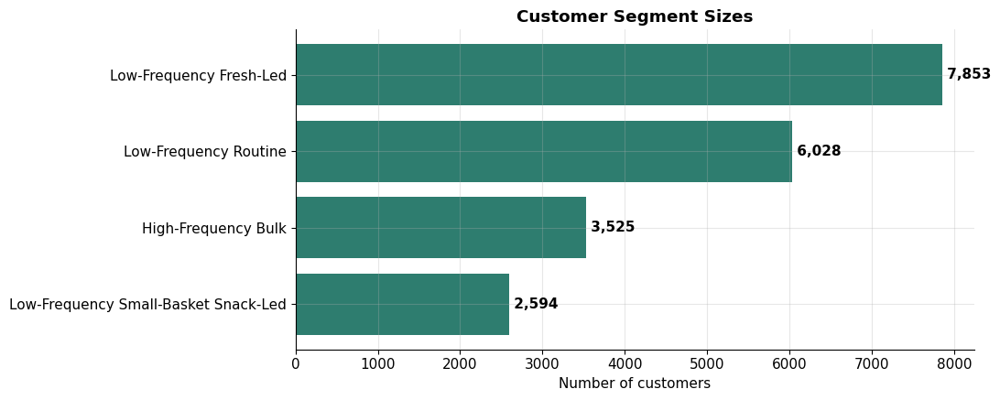 Customer Segment Sizes
Low-Frequency Fresh-Led 7,853
Low-Frequency Routine 6,028
High-Frequency Bulk 3,525
Low-Frequency Small-Basket Snack-Led 2,594
0 1000 2000 3000 4000 5000 6000 7000 8000
Number of customers